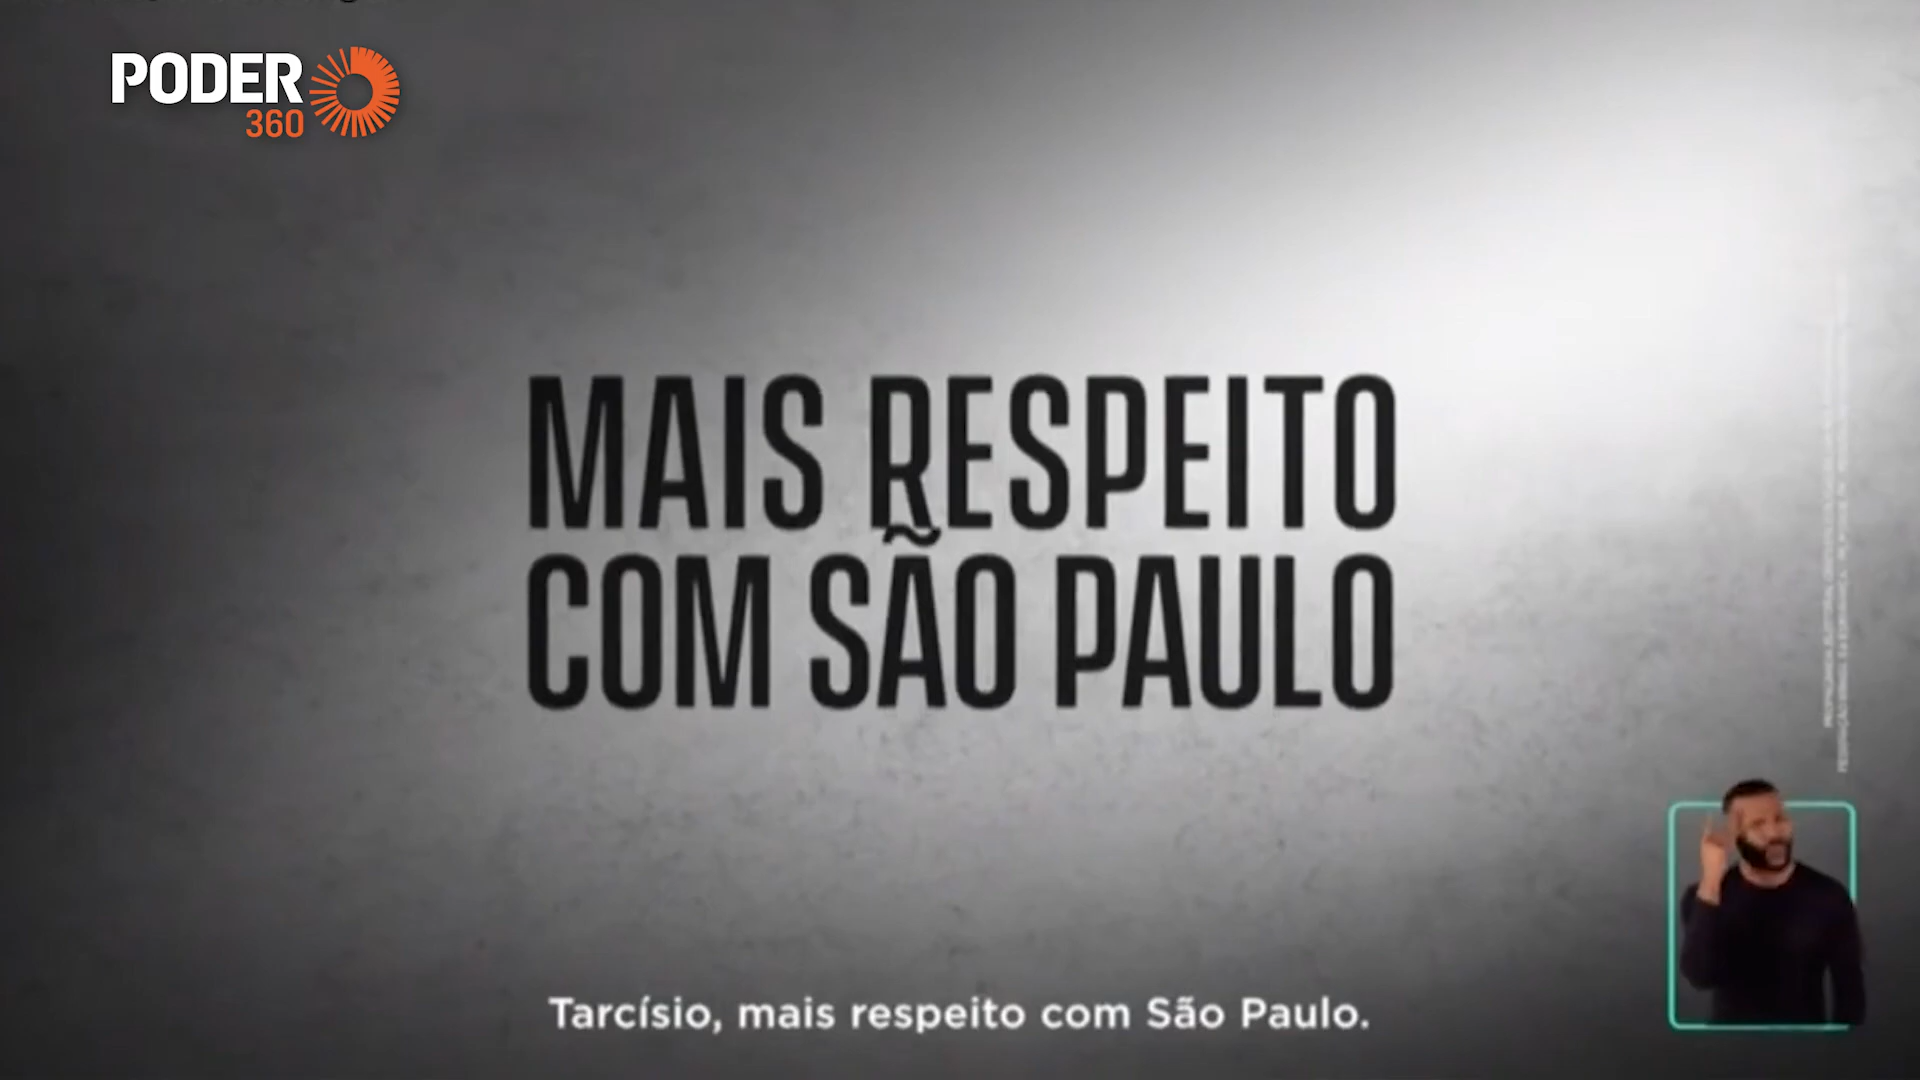 PODER
360
MAIS RESPEITO
COM SÃO PAULO
Tarcísio, mais respeito com São Paulo.